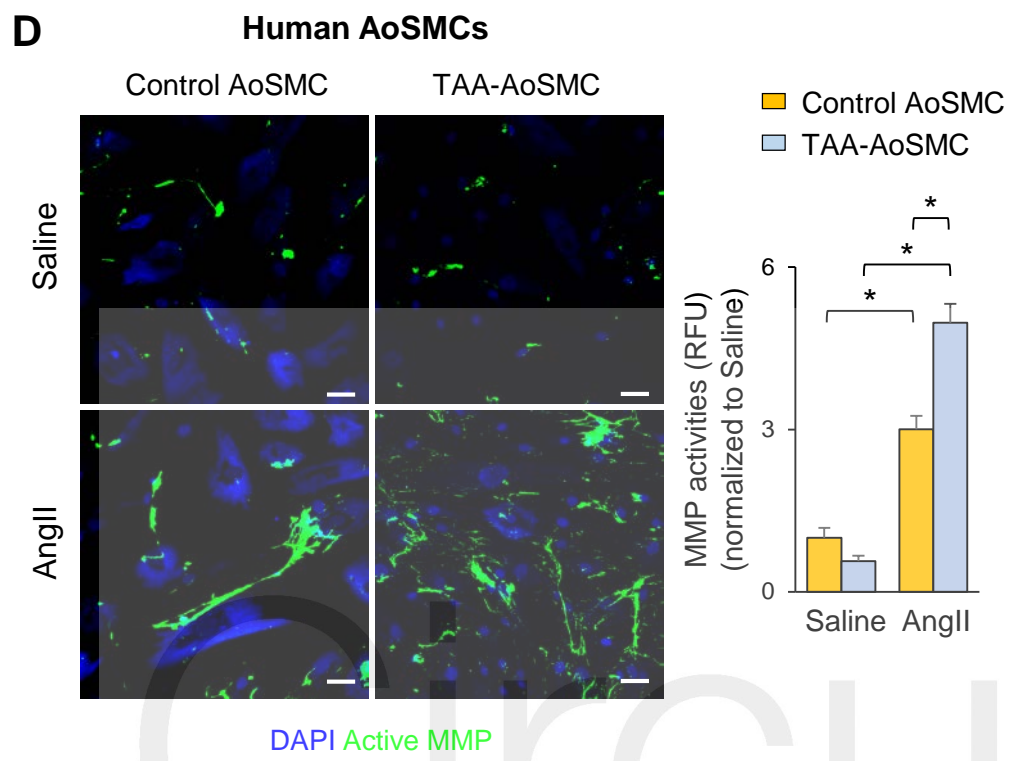 D
Human AoSMCs
Control AoSMC
TAA-AoSMC
Saline
AngII
DAPI Active MMP
Control AoSMC
TAA-AoSMC
*
*
*
MMP activities (RFU)
(normalized to Saline)
6
3
0
Saline AngII
Circu